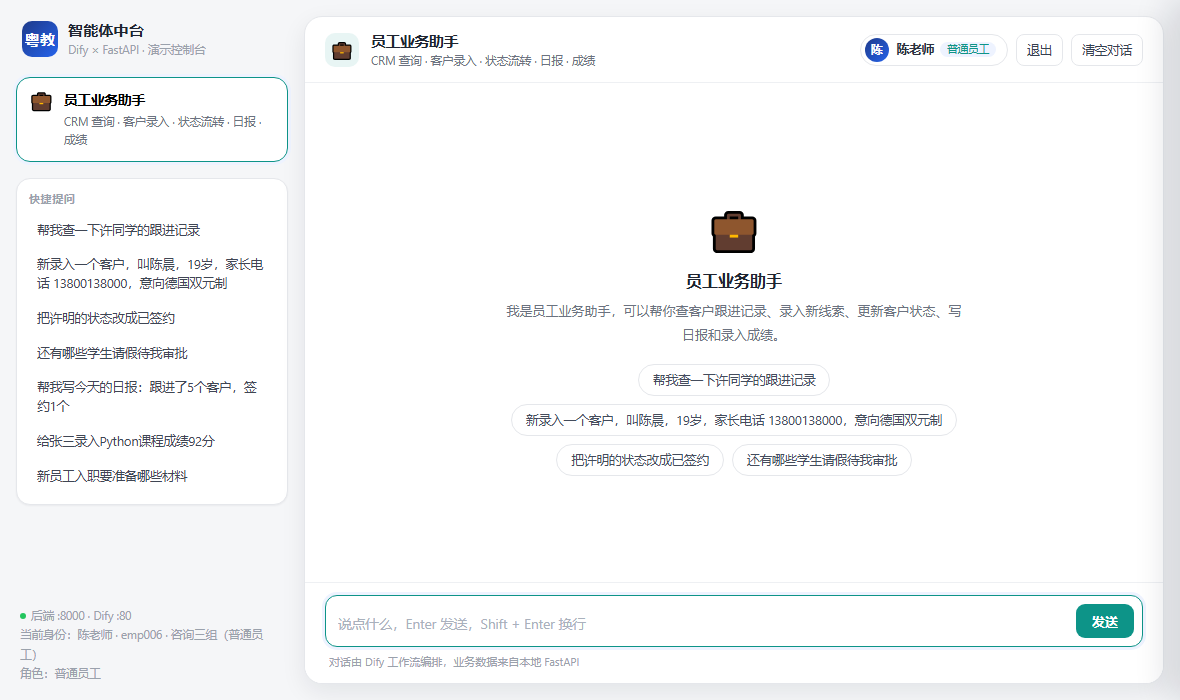 粤教
智能体中台
Dify × FastAPI · 演示控制台
员工业务助手
CRM 查询 · 客户录入 · 状态流转 · 日报 ·
成绩
快捷提问
帮我查一下许同学的跟进记录
新录入一个客户，叫陈晨，19岁，家长电
话 13800138000，意向德国双元制
把许明的状态改成已签约
还有哪些学生请假待我审批
帮我写今天的日报：跟进了5个客户，签
约1个
给张三录入Python课程成绩92分
新员工入职要准备哪些材料
后端 :8000 · Dify :80
当前身份：陈老师 · emp006 · 咨询三组（普通员
工）
角色：普通员工
员工业务助手
CRM 查询 · 客户录入 · 状态流转 · 日报 · 成绩
陈 陈老师 普通员工 退出 清空对话
员工业务助手
我是员工业务助手，可以帮你查客户跟进记录、录入新线索、更新客户状态、写
日报和录入成绩。
帮我查一下许同学的跟进记录
新录入一个客户，叫陈晨，19岁，家长电话 13800138000，意向德国双元制
把许明的状态改成已签约 还有哪些学生请假待我审批
说点什么，Enter 发送，Shift + Enter 换行
发送
对话由 Dify 工作流编排，业务数据来自本地 FastAPI